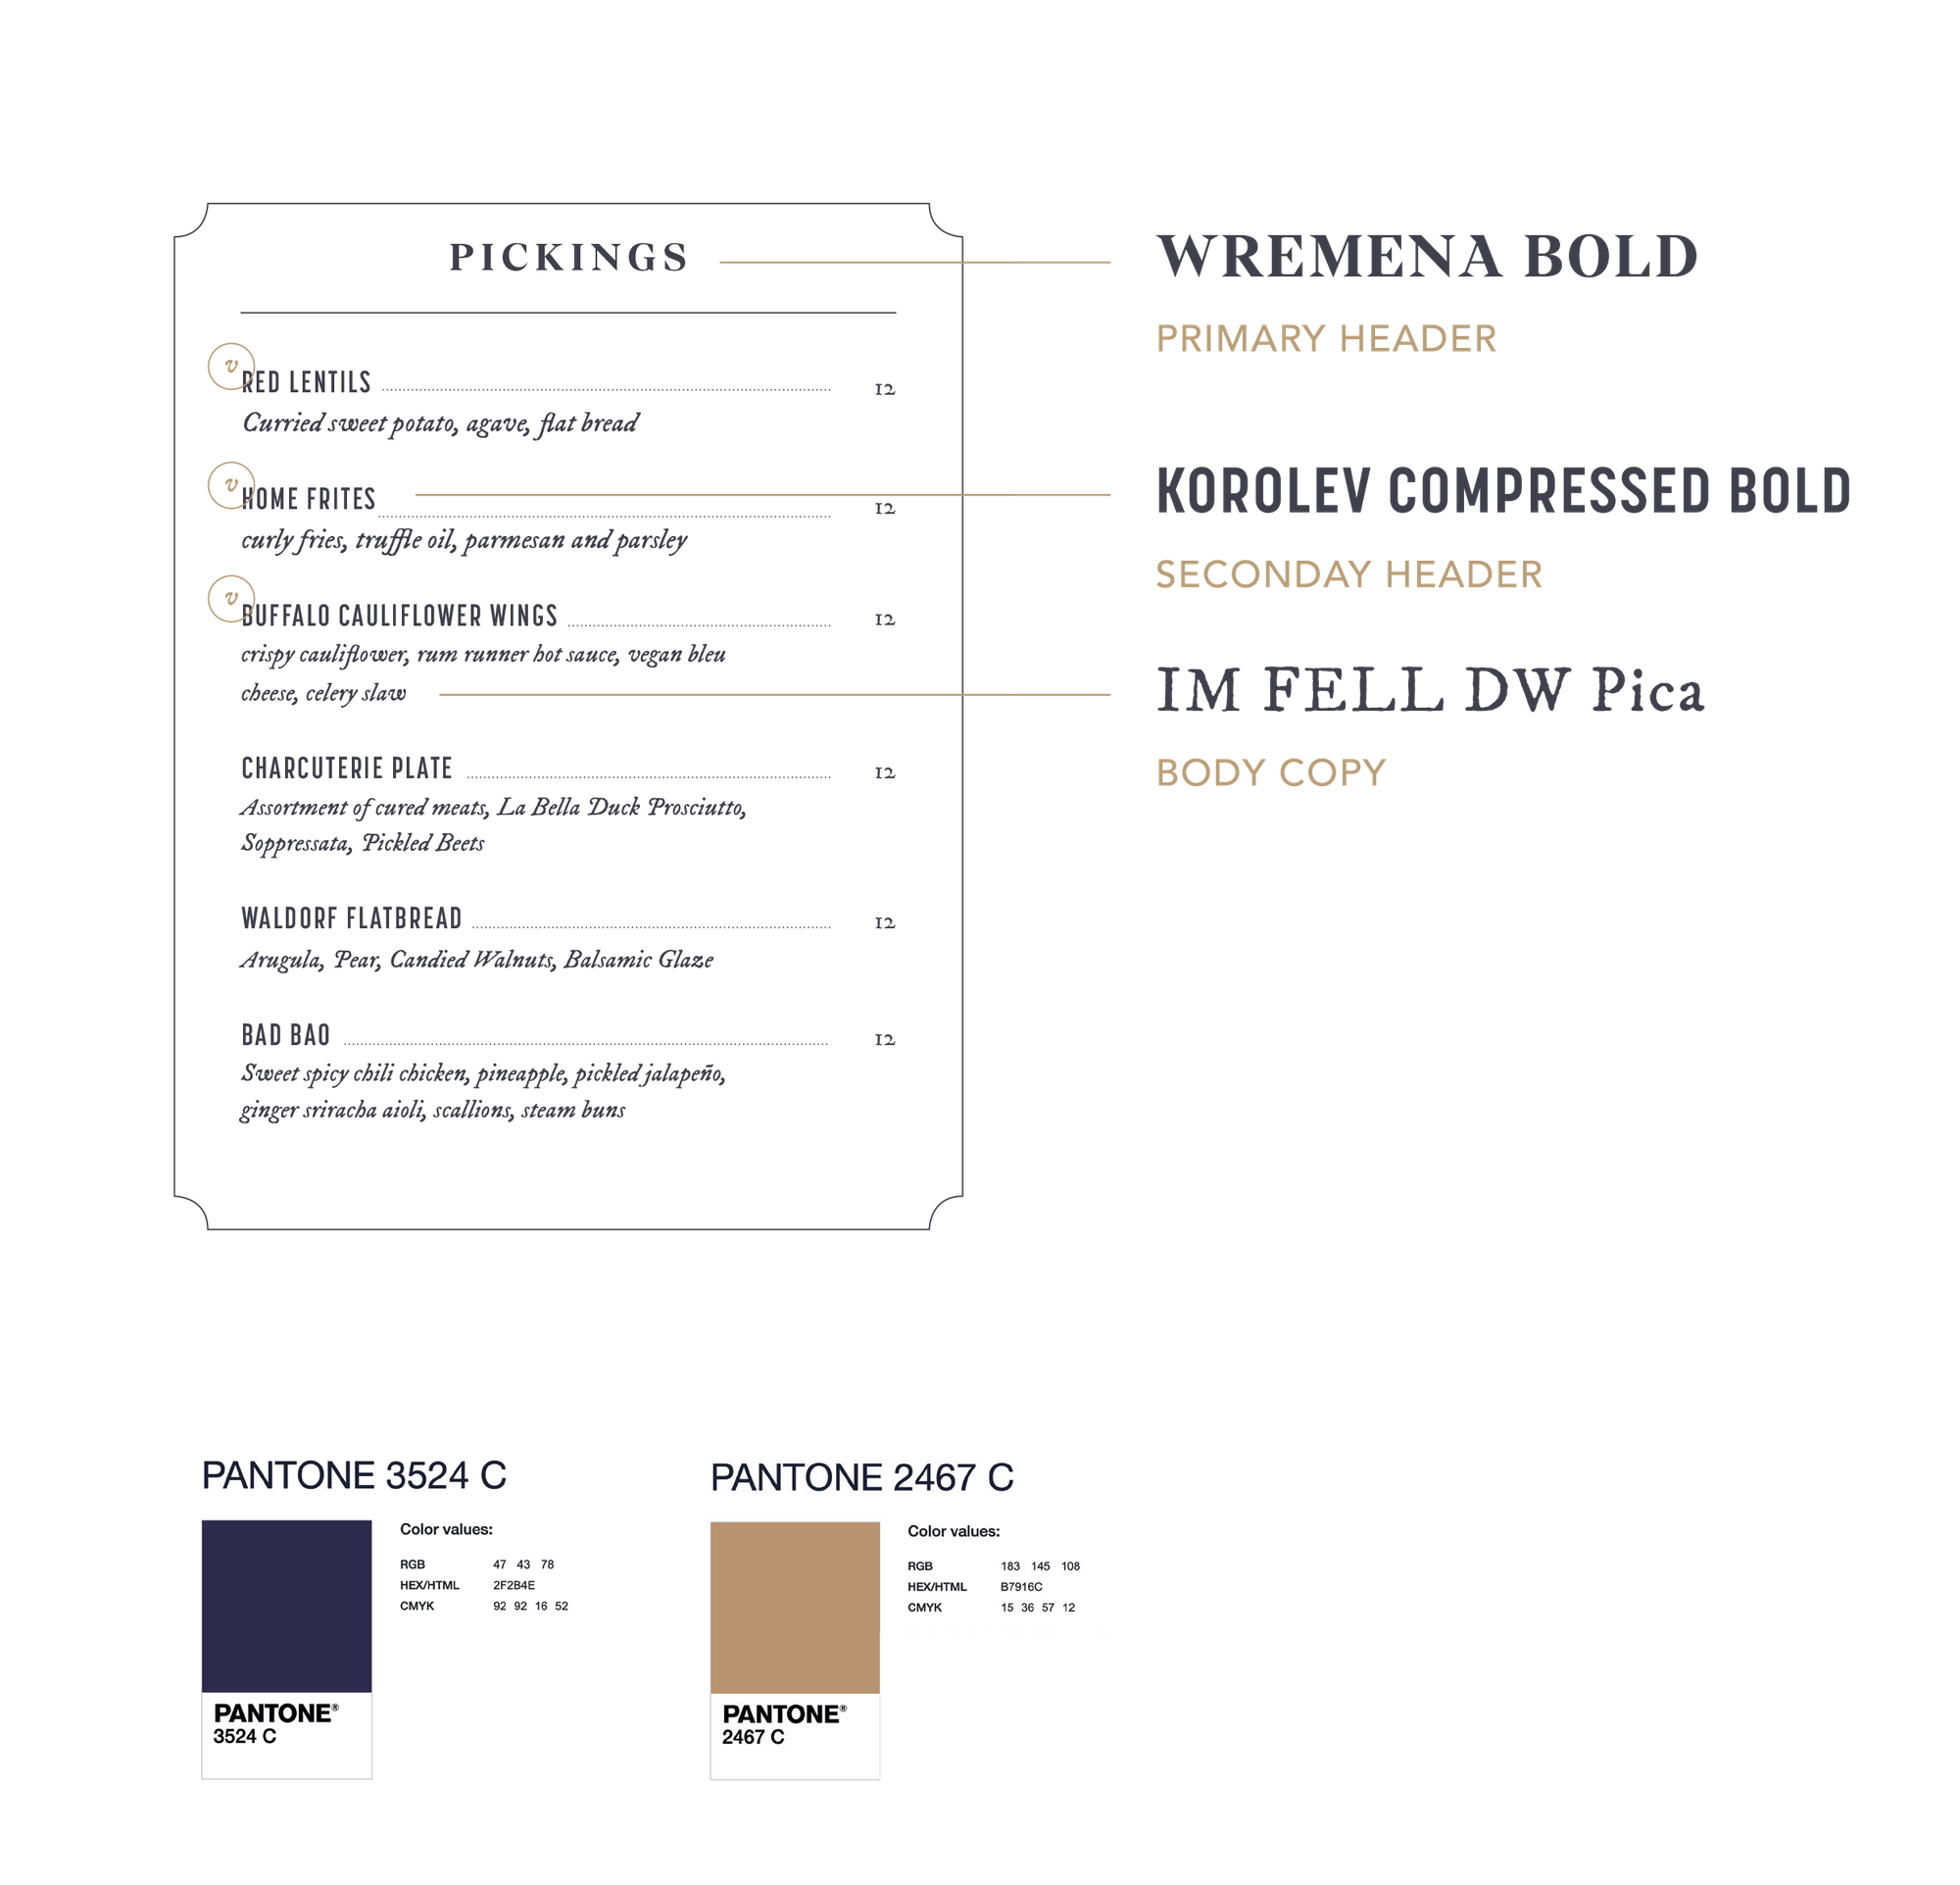 PICKINGS
v
RED LENTILS 12
Curried sweet potato, agave, flat bread
v
HOME FRITES 12
curly fries, truffle oil, parmesan and parsley
v
BUFFALO CAULIFLOWER WINGS 12
crispy cauliflower, rum runner hot sauce, vegan bleu
cheese, celery slaw
CHARCUTERIE PLATE 12
Assortment of cured meats, La Bella Duck Prosciutto,
Soppressata, Pickled Beets
WALDORF FLATBREAD 12
Arugula, Pear, Candied Walnuts, Balsamic Glaze
BAD BAO 12
Sweet spicy chili chicken, pineapple, pickled jalapeño,
ginger sriracha aioli, scallions, steam buns
WREMENA BOLD
PRIMARY HEADER
KOROLEV COMPRESSED BOLD
SECONDAY HEADER
IM FELL DW Pica
BODY COPY
PANTONE 3524 C
Color values:
RGB 47 43 78
HEX/HTML 2F2B4E
CMYK 92 92 16 52
PANTONE®
3524 C
PANTONE 2467 C
Color values:
RGB 183 145 108
HEX/HTML B7916C
CMYK 15 36 57 12
PANTONE®
2467 C